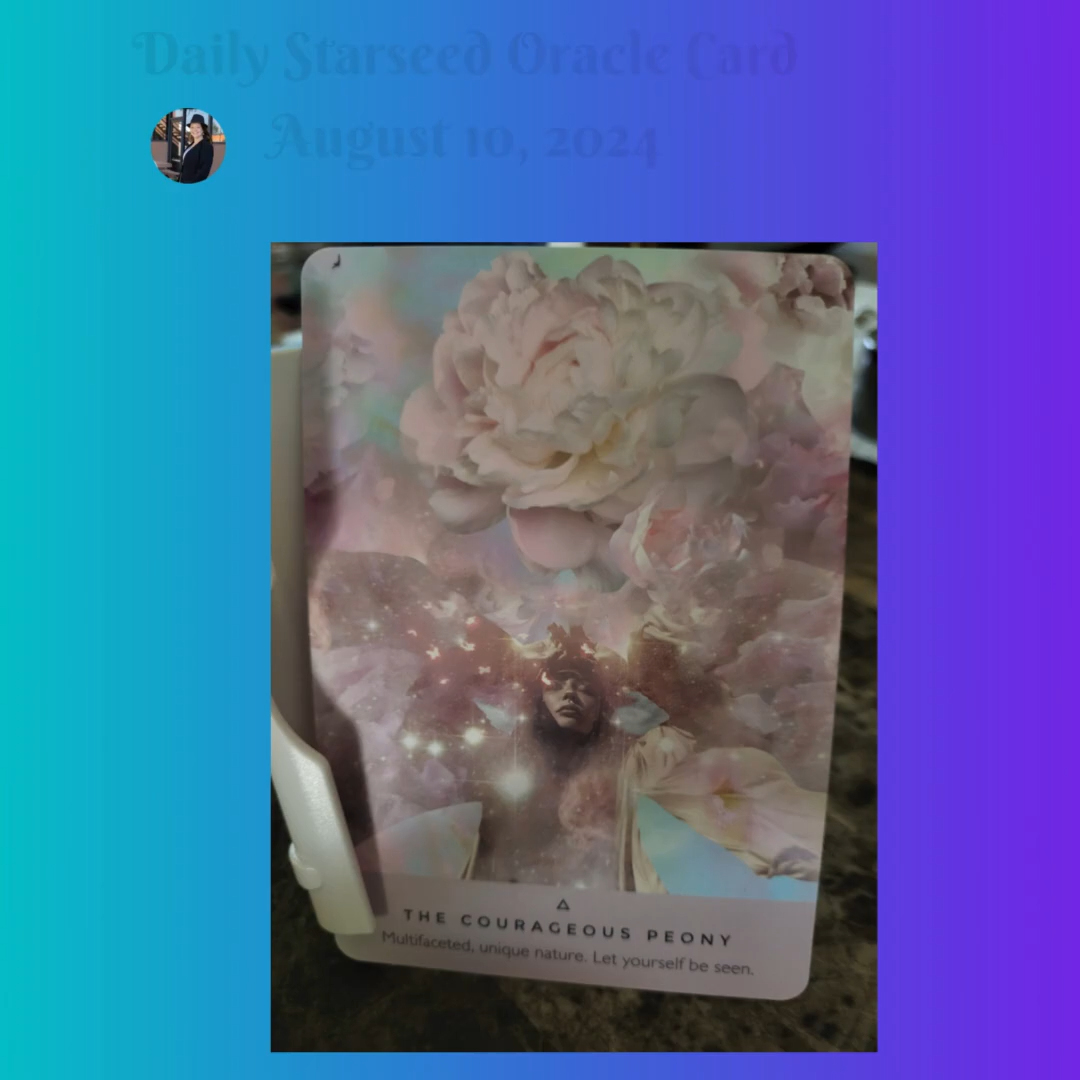 Daily Starseed Oracle Card
August 10, 2024
THE COURAGEOUS PEONY
Multifaceted, unique nature. Let yourself be seen.